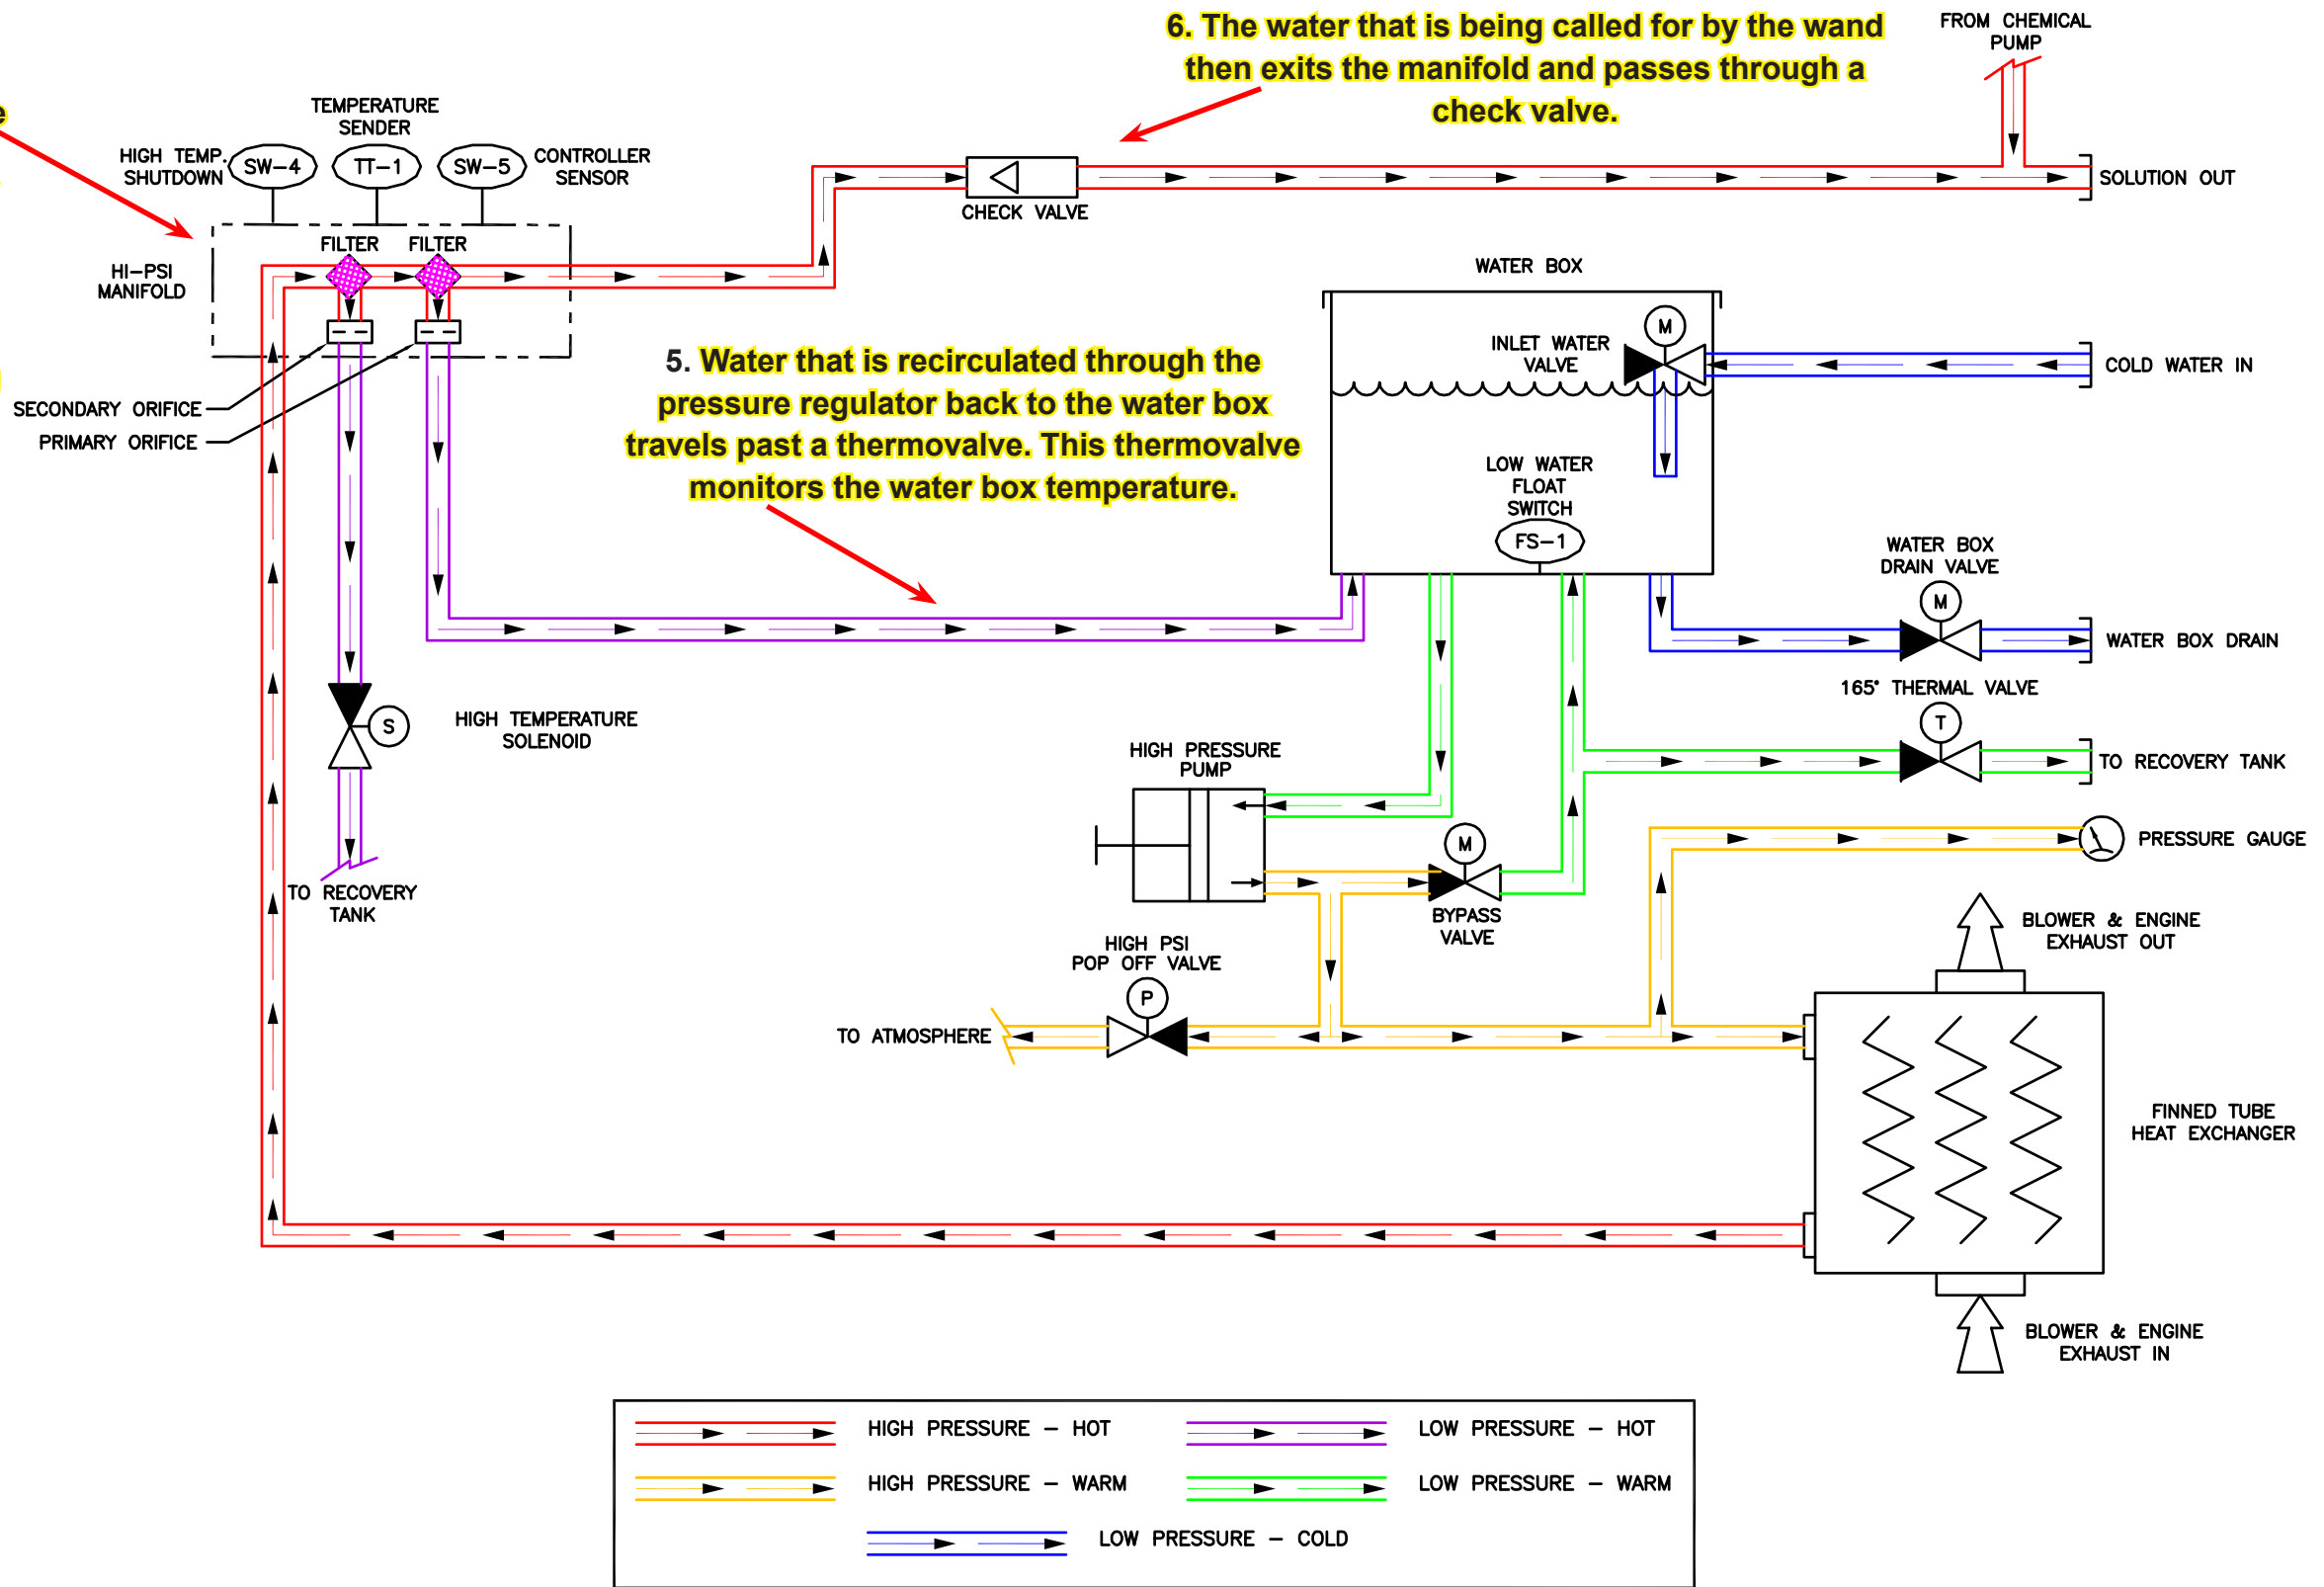 6. The water that is being called for by the wand
then exits the manifold and passes through a
check valve.
FROM CHEMICAL
PUMP
TEMPERATURE
SENDER
HIGH TEMP.
SHUTDOWN
SW-4
TT-1
SW-5
CONTROLLER
SENSOR
CHECK VALVE
SOLUTION OUT
FILTER
FILTER
HI-PSI
MANIFOLD
WATER BOX
M
INLET WATER
VALVE
COLD WATER IN
5. Water that is recirculated through the
pressure regulator back to the water box
travels past a thermovalve. This thermovalve
monitors the water box temperature.
SECONDARY ORIFICE
PRIMARY ORIFICE
LOW WATER
FLOAT
SWITCH
FS-1
WATER BOX
DRAIN VALVE
M
WATER BOX DRAIN
165° THERMAL VALVE
T
TO RECOVERY TANK
S
HIGH TEMPERATURE
SOLENOID
HIGH PRESSURE
PUMP
M
BYPASS
VALVE
PRESSURE GAUGE
TO RECOVERY
TANK
HIGH PSI
POP OFF VALVE
P
TO ATMOSPHERE
BLOWER & ENGINE
EXHAUST OUT
FINNED TUBE
HEAT EXCHANGER
BLOWER & ENGINE
EXHAUST IN
HIGH PRESSURE - HOT
LOW PRESSURE - HOT
HIGH PRESSURE - WARM
LOW PRESSURE - WARM
LOW PRESSURE - COLD